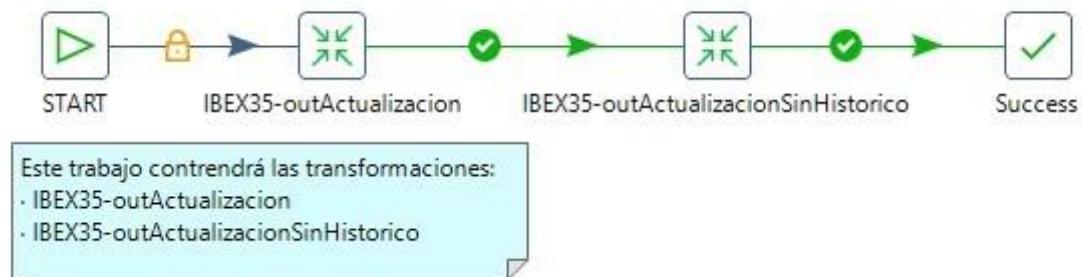 START
IBEX35-outActualizacion
IBEX35-outActualizacionSinHistorico
Success
Este trabajo contrendrá las transformaciones:
· IBEX35-outActualizacion
· IBEX35-outActualizacionSinHistorico